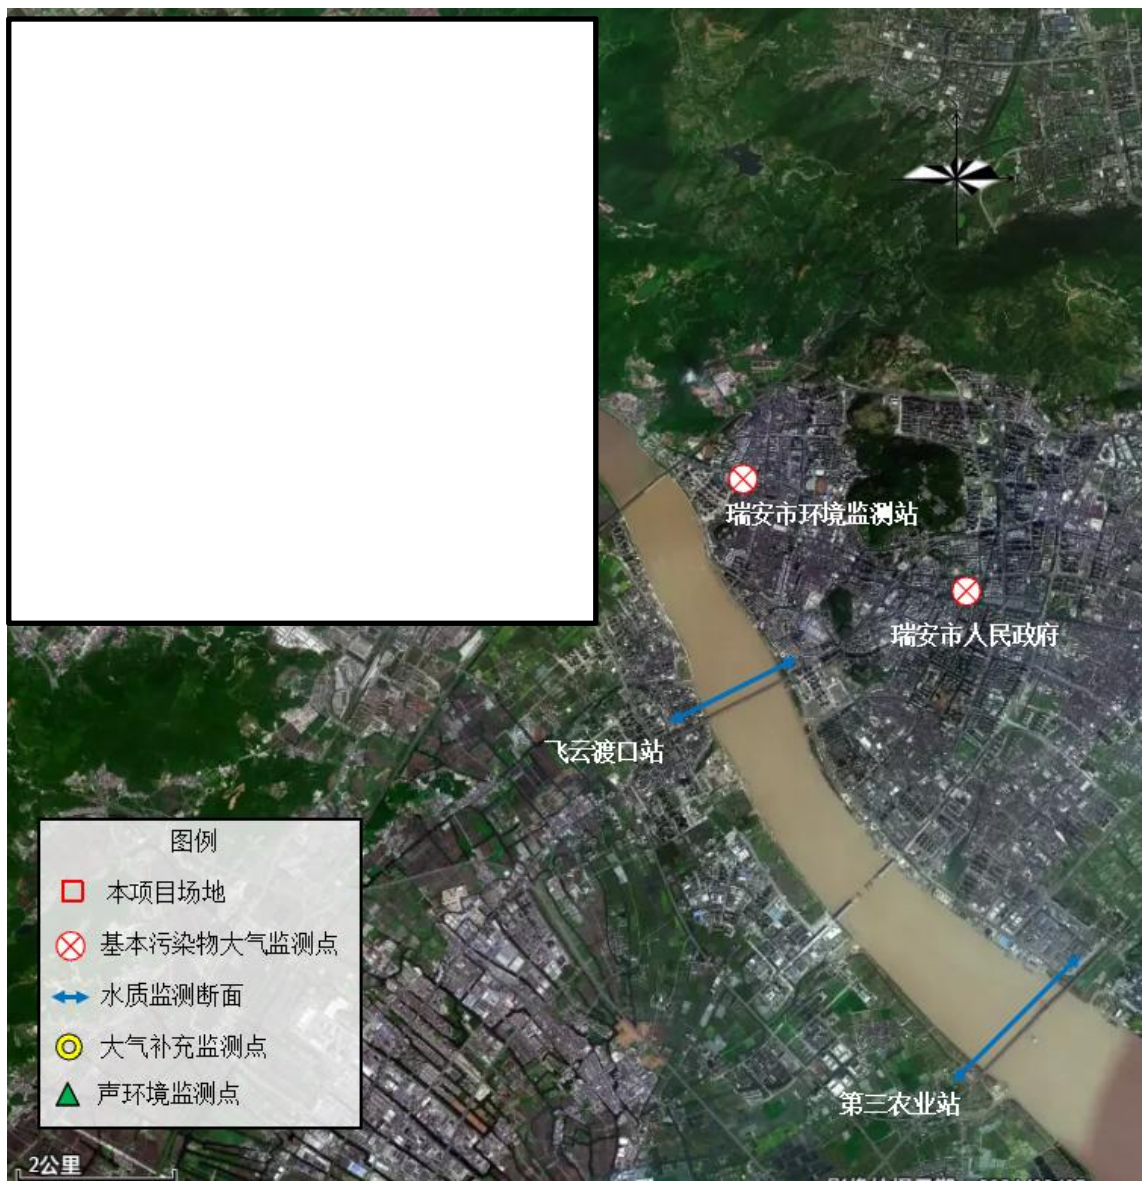 瑞安市环境监测站
瑞安市人民政府
飞云渡口站
图例
本项目场地
基本污染物大气监测点
水质监测断面
大气补充监测点
声环境监测点
第三农业站
2公里